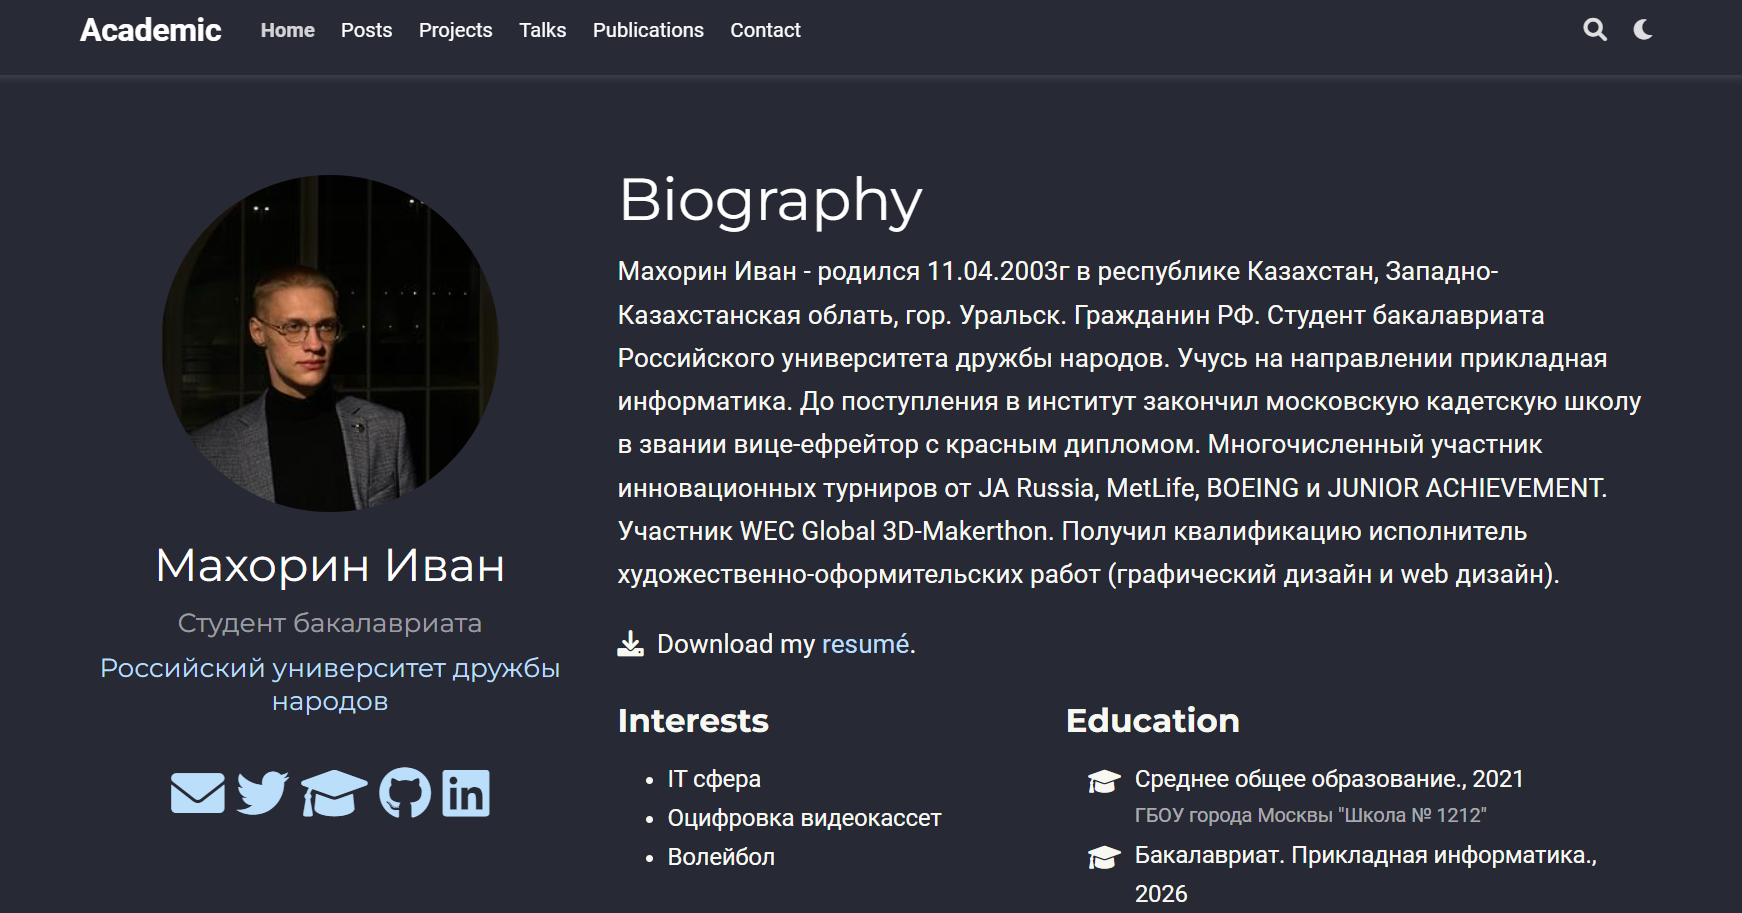 Academic Home Posts Projects Talks Publications Contact
Махорин Иван
Студент бакалавриата
Российский университет дружбы
народов
Biography
Махорин Иван - родился 11.04.2003г в республике Казахстан, Западно-
Казахстанская облать, гор. Уральск. Гражданин РФ. Студент бакалавриата
Российского университета дружбы народов. Учусь на направлении прикладная
информатика. До поступления в институт закончил московскую кадетскую школу
в звании вице-ефрейтор с красным дипломом. Многочисленный участник
инновационных турниров от JA Russia, MetLife, BOEING и JUNIOR ACHIEVEMENT.
Участник WEC Global 3D-Makerthon. Получил квалификацию исполнитель
художественно-оформительских работ (графический дизайн и web дизайн).
Download my resumé.
Interests
IT сфера
Оцифровка видеокассет
Волейбол
Education
Среднее общее образование., 2021
ГБОУ города Москвы "Школа № 1212"
Бакалавриат. Прикладная информатика.,
2026